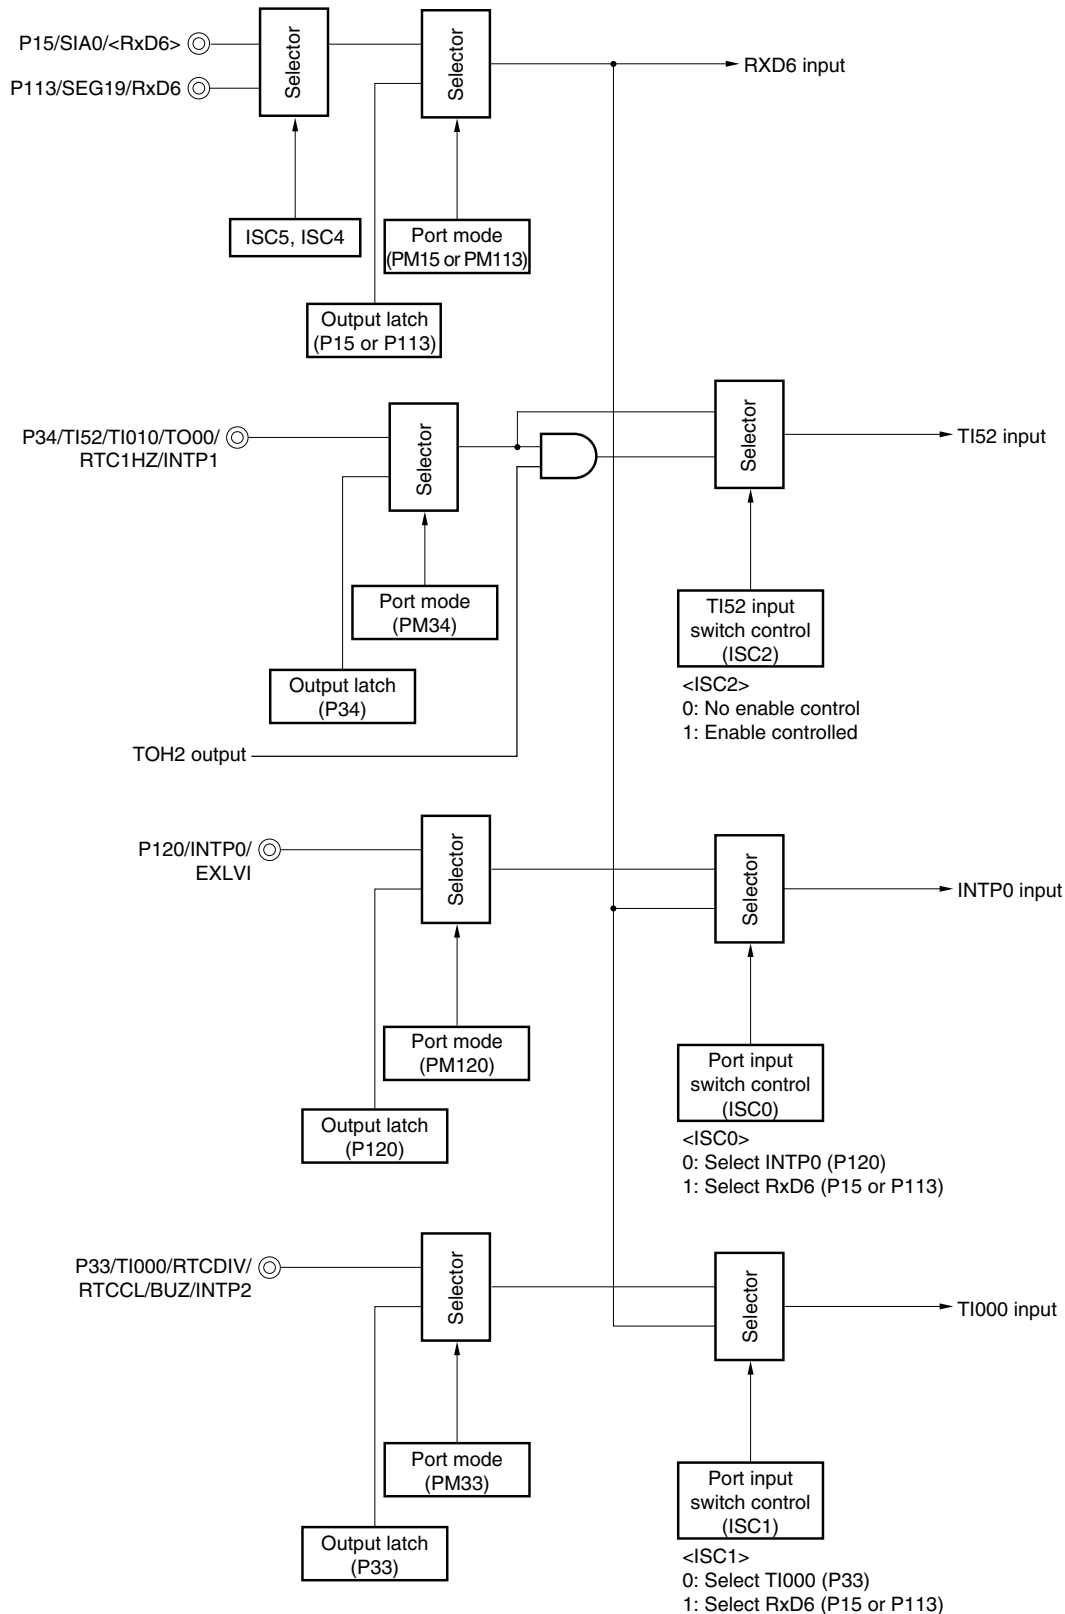 P15/SIA0/<RxD6>
P113/SEG19/RxD6
Selector
Selector
RXD6 input
ISC5, ISC4
Port mode
(PM15 or PM113)
Output latch
(P15 or P113)
P34/TI52/TI010/TO00/
RTC1HZ/INTP1
Selector
Selector
TI52 input
Port mode
(PM34)
Output latch
(P34)
TI52 input
switch control
(ISC2)
<ISC2>
0: No enable control
1: Enable controlled
TOH2 output
P120/INTP0/
EXLVI
Selector
Selector
INTP0 input
Port mode
(PM120)
Output latch
(P120)
Port input
switch control
(ISC0)
<ISC0>
0: Select INTP0 (P120)
1: Select RxD6 (P15 or P113)
P33/TI000/RTCDIV/
RTCCL/BUZ/INTP2
Selector
Selector
TI000 input
Port mode
(PM33)
Output latch
(P33)
Port input
switch control
(ISC1)
<ISC1>
0: Select TI000 (P33)
1: Select RxD6 (P15 or P113)